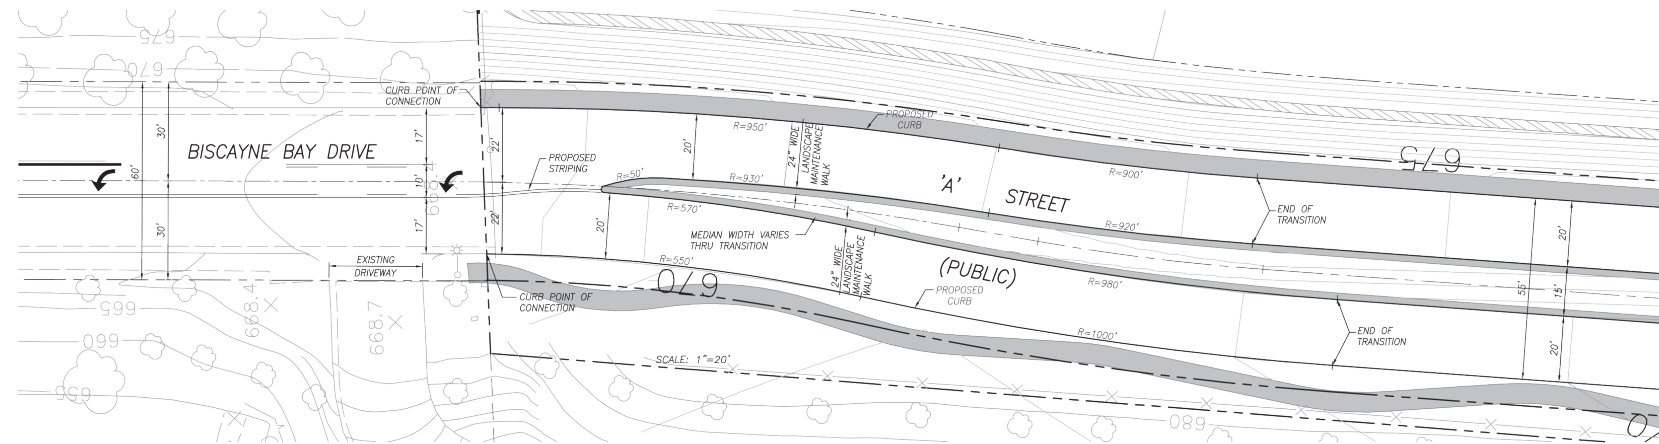 675
670
CURB POINT OF
CONNECTION
30'
60'
30'
17'
10'
17'
22'
22'
BISCAYNE BAY DRIVE
PROPOSED
STRIPING
R=50'
R=950'
20'
R=930'
24" WIDE
LANDSCAPE
MAINTENANCE
WALK
PROPOSED
CURB
'A' STREET
R=900'
675
END OF
TRANSITION
R=920'
R=570'
20'
MEDIAN WIDTH VARIES
THRU TRANSITION
24" WIDE
LANDSCAPE
MAINTENANCE
WALK
(PUBLIC)
R=980'
R=550'
670
PROPOSED
CURB
EXISTING
DRIVEWAY
CURB POINT OF
CONNECTION
R=1000'
END OF
TRANSITION
55'
20'
15'
20'
SCALE: 1"=20'
665
668.4
668.7
660
655
680